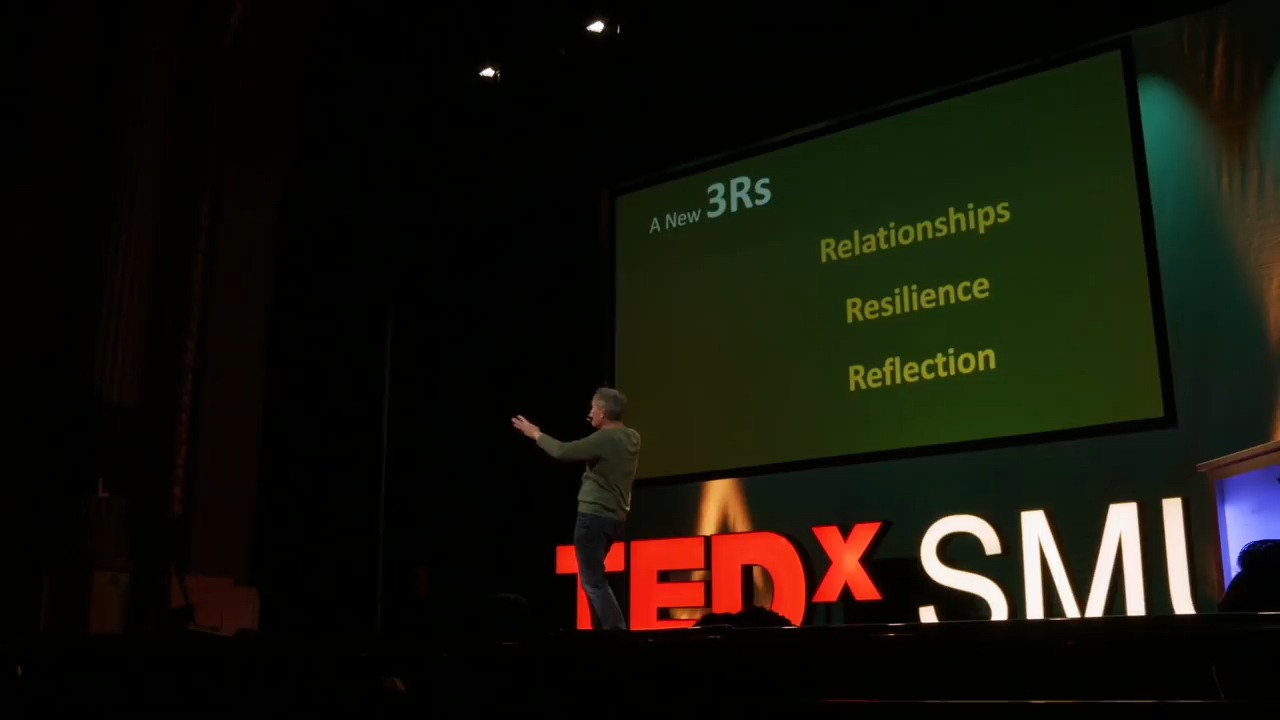 A New 3Rs
Relationships
Resilience
Reflection
TEDx SMU